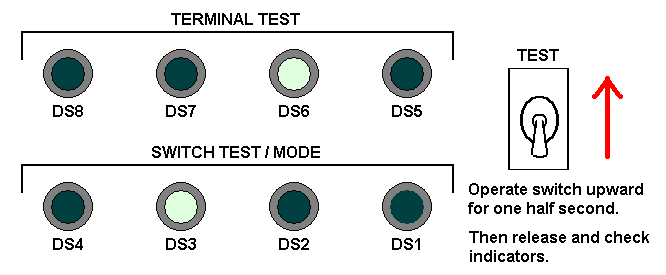 TERMINAL TEST
DS8 DS7 DS6 DS5
TEST
SWITCH TEST / MODE
DS4 DS3 DS2 DS1
Operate switch upward
for one half second.
Then release and check
indicators.